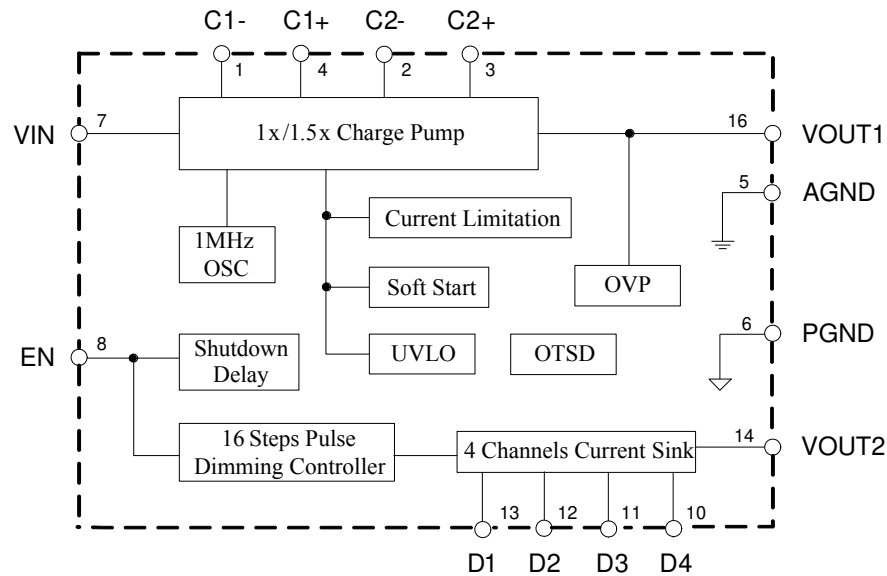 C1- C1+ C2- C2+
1 4 2 3
VIN 7 1x/1.5x Charge Pump 16 VOUT1
5 AGND
Current Limitation
1MHz
OSC
Soft Start OVP
6 PGND
EN 8 Shutdown
Delay
UVLO OTSD
16 Steps Pulse
Dimming Controller
4 Channels Current Sink 14 VOUT2
13 12 11 10
D1 D2 D3 D4